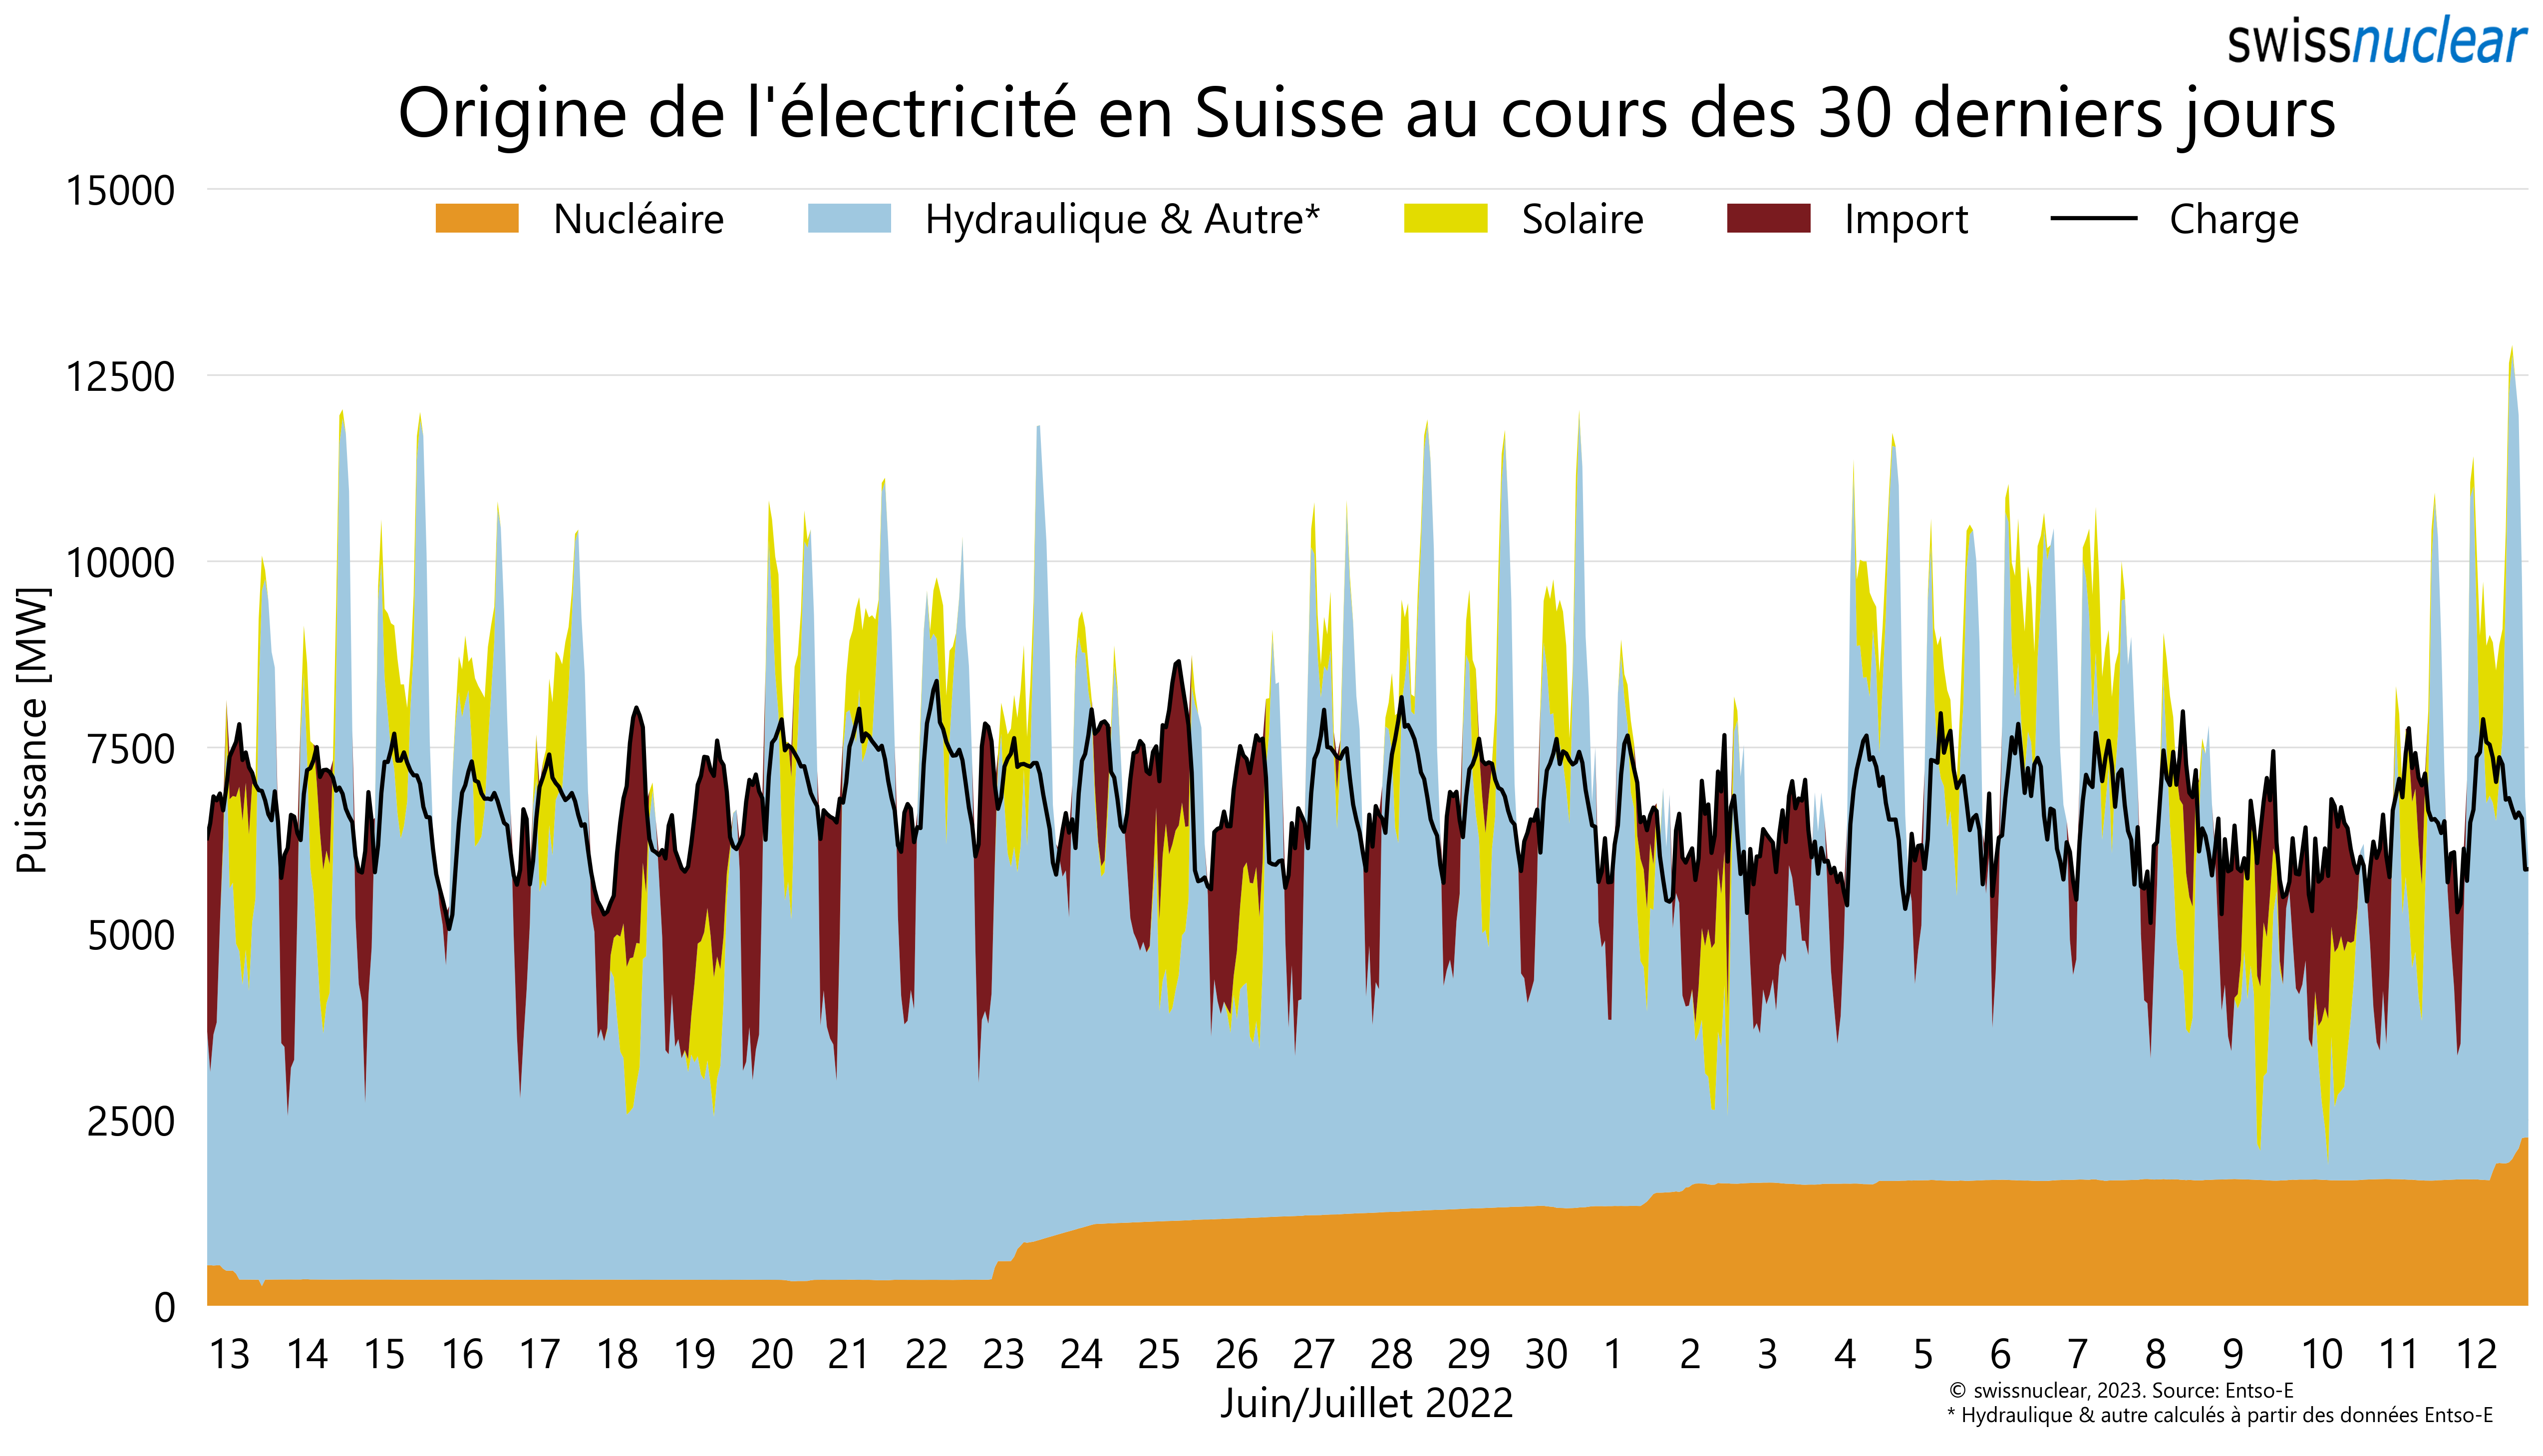 swissnuclear
Origine de l'électricité en Suisse au cours des 30 derniers jours
15000
Nucléaire Hydraulique & Autre* Solaire Import Charge
12500
10000
7500
5000
2500
0
Puissance [MW]
13 14 15 16 17 18 19 20 21 22 23 24 25 26 27 28 29 30 1 2 3 4 5 6 7 8 9 10 11 12
Juin/Juillet 2022
© swissnuclear, 2023. Source: Entso-E
* Hydraulique & autre calculés à partir des données Entso-E